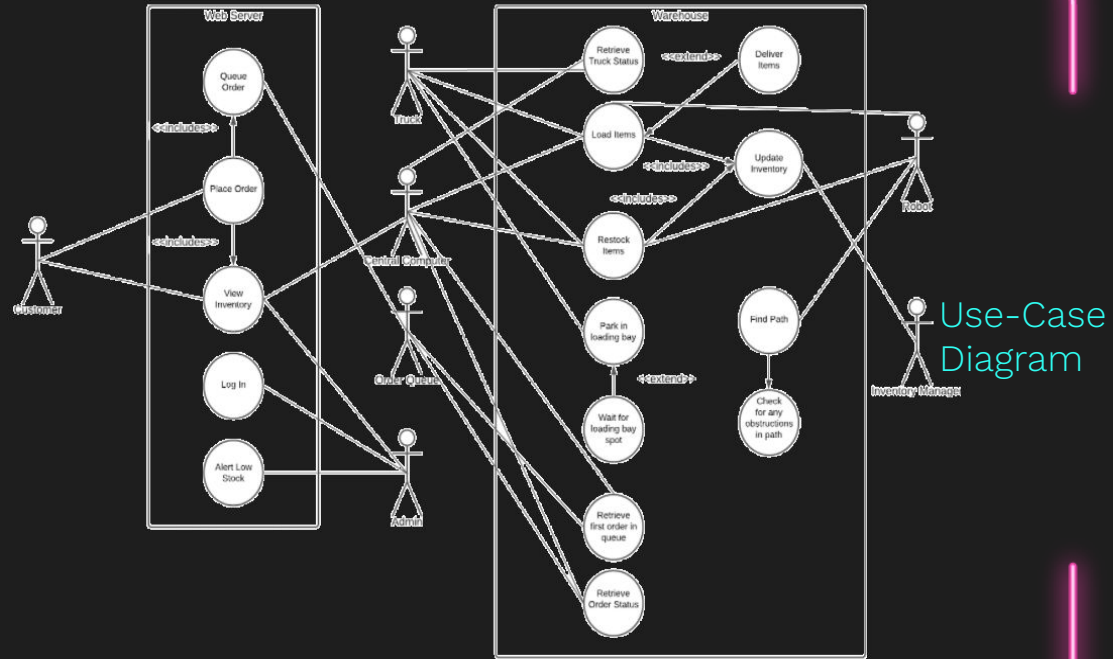 Web Server
Queue
Order
<<includes>>
Place Order
<<includes>>
View
Inventory
Log In
Alert Low
Stock
Customer
Truck
Central Computer
Order Queue
Admin
Warehouse
Retrieve
Truck Status
<<extend>>
Deliver
Items
Load Items
<<includes>>
Update
Inventory
<<includes>>
Restock
Items
Park in
loading bay
<<extend>>
Wait for
loading bay
spot
Find Path
Check
for any
obstructions
in path
Retrieve
first order in
queue
Retrieve
Order Status
Robot
Inventory Manage
Use-Case
Diagram